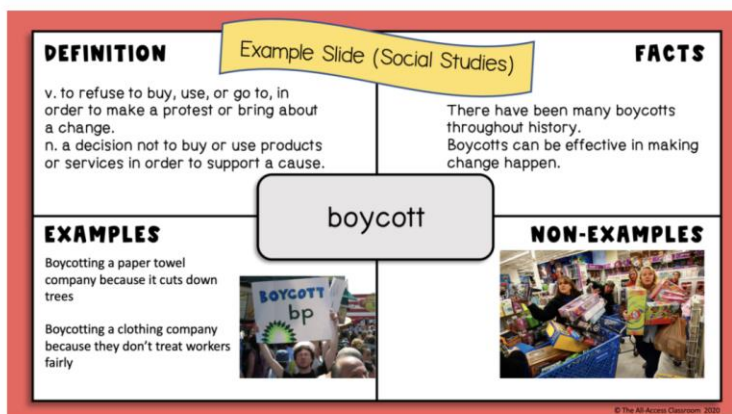 Example Slide (Social Studies)
DEFINITION
v. to refuse to buy, use, or go to, in
order to make a protest or bring about
a change.
n. a decision not to buy or use products
or services in order to support a cause.
FACTS
There have been many boycotts
throughout history.
Boycotts can be effective in making
change happen.
boycott
EXAMPLES
Boycotting a paper towel
company because it cuts down
trees
Boycotting a clothing company
because they don't treat workers
fairly
BOYCOTT
bp
NON-EXAMPLES
© The All-Access Classroom 2020